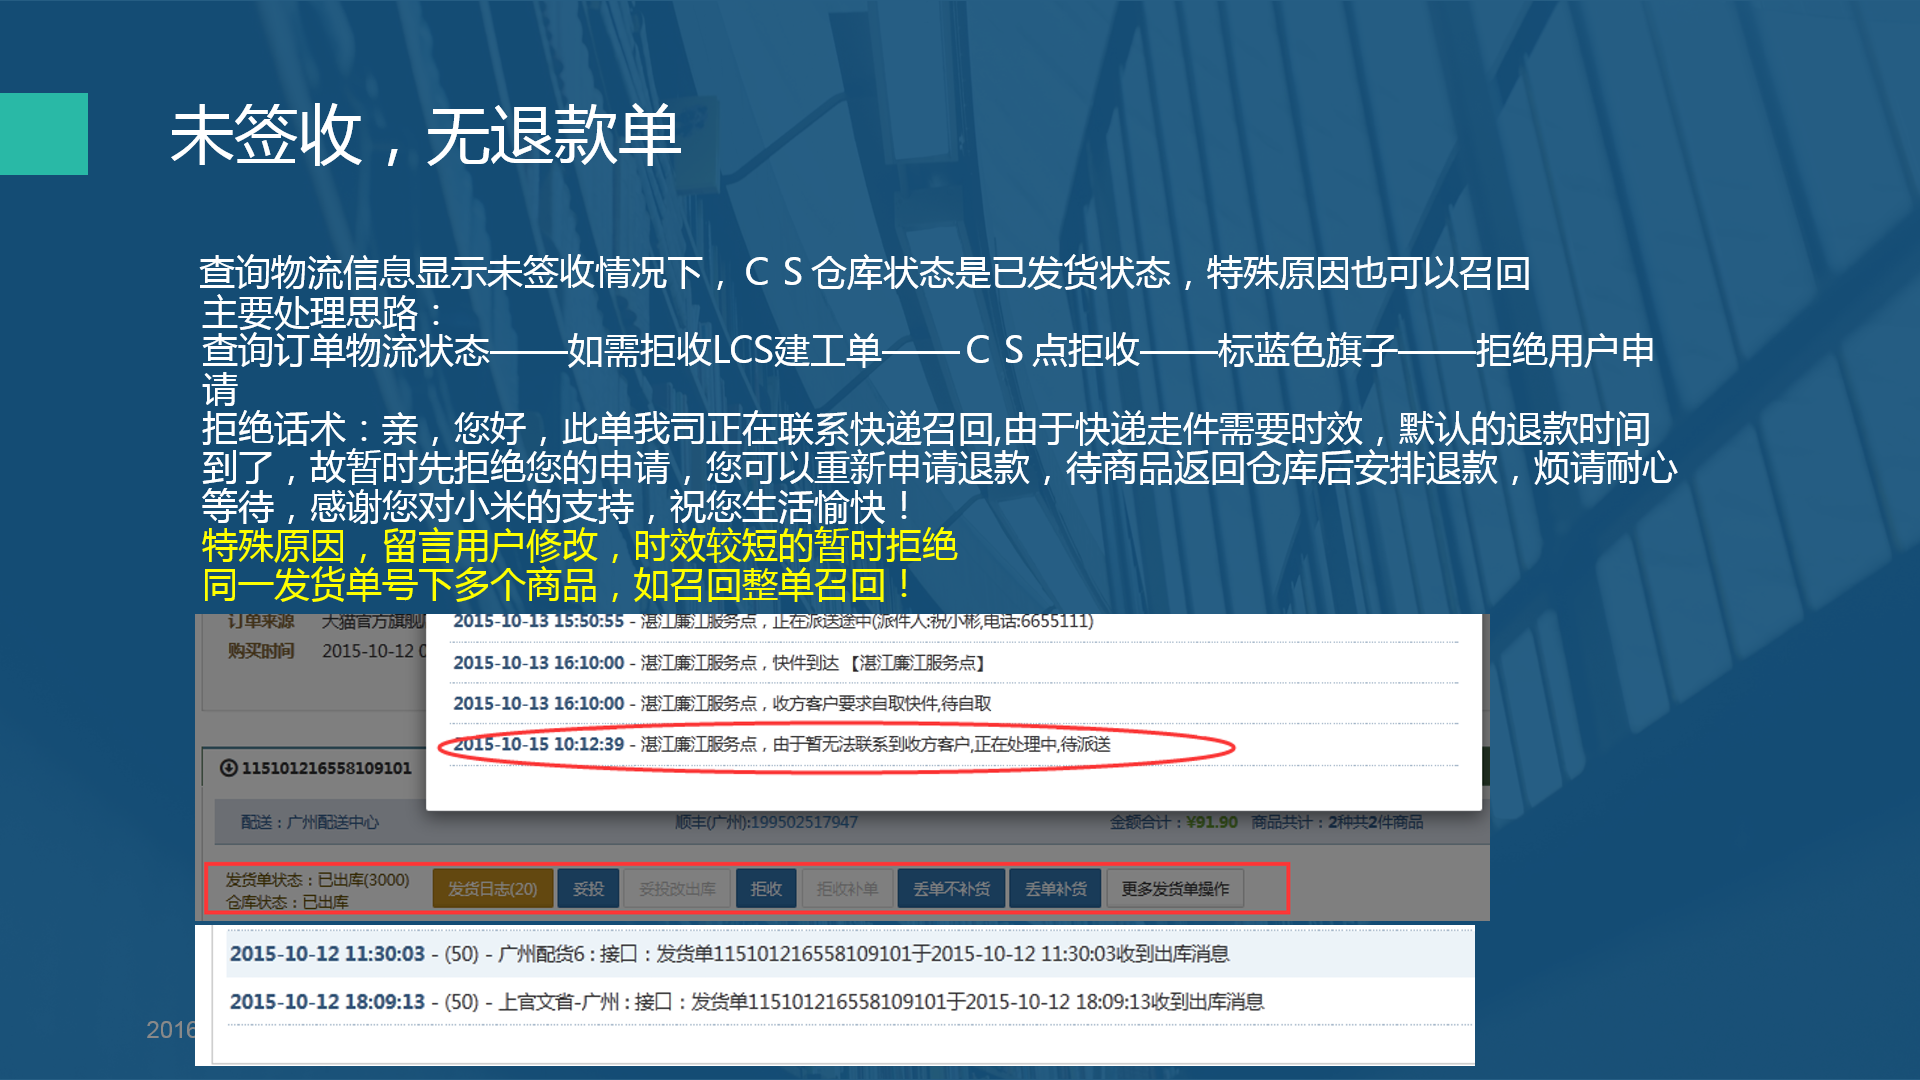 未签收，无退款单
查询物流信息显示未签收情况下，ＣＳ仓库状态是已发货状态，特殊原因也可以召回
主要处理思路：
查询订单物流状态——如需拒收LCS建工单——ＣＳ点拒收——标蓝色旗子——拒绝用户申
请
拒绝话术：亲，您好，此单我司正在联系快递召回,由于快递走件需要时效，默认的退款时间
到了，故暂时先拒绝您的申请，您可以重新申请退款，待商品返回仓库后安排退款，烦请耐心
等待，感谢您对小米的支持，祝您生活愉快！
特殊原因，留言用户修改，时效较短的暂时拒绝
同一发货单号下多个商品，如召回整单召回！
订单来源 天猫官方旗舰
购买时间 2015-10-12 0
2015-10-13 15:50:55 - 湛江廉江服务点，正在派送途中(派件人:祝小彬,电话:6655111)
2015-10-13 16:10:00 - 湛江廉江服务点，快件到达 【湛江廉江服务点】
2015-10-13 16:10:00 - 湛江廉江服务点，收方客户要求自取快件,待自取
2015-10-15 10:12:39 - 湛江廉江服务点，由于暂无法联系到收方客户,正在处理中,待派送
1151012165581​09101
配送：广州配送中心 顺丰(广州):199502517947 金额合计：¥91.90 商品共计：2种共2件商品
发货单状态：已出库(3000)
仓库状态：已出库
发货日志(20) 妥投 妥投改出库 拒收 拒收补单 丢单不补货 丢单补货 更多发货单操作
2015-10-12 11:30:03 - (50) - 广州配货6 : 接口：发货单115101216558109101于2015-10-12 11:30:03收到出库消息
2015-10-12 18:09:13 - (50) - 上官文省-广州 : 接口：发货单115101216558109101于2015-10-12 18:09:13收到出库消息
2016